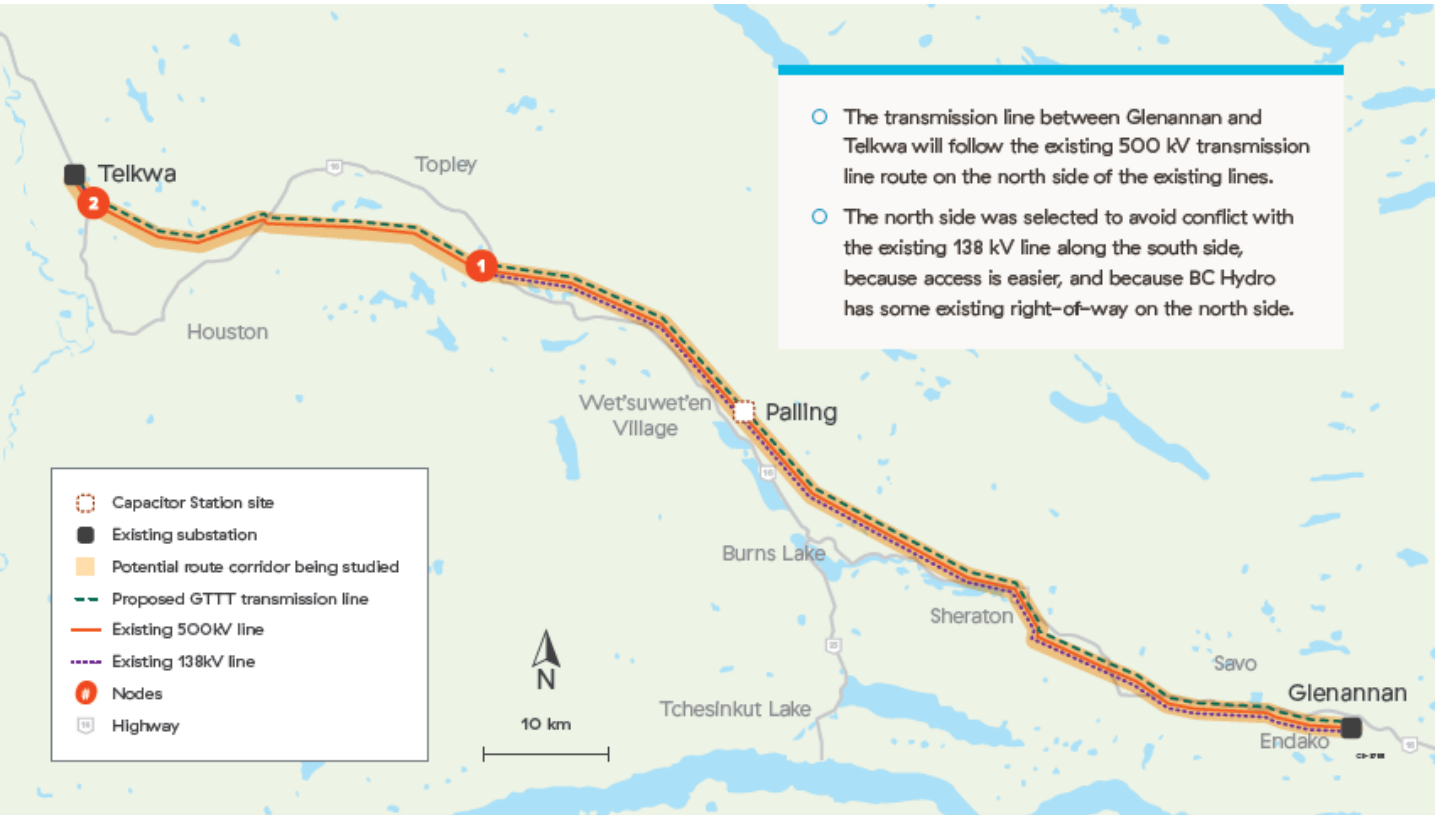 The transmission line between Glenannan and
Telkwa will follow the existing 500 kV transmission
line route on the north side of the existing lines.
The north side was selected to avoid conflict with
the existing 138 kV line along the south side,
because access is easier, and because BC Hydro
has some existing right-of-way on the north side.
16
Topley
Telkwa
2
1
Houston
Wet'suwet'en
Village
Palling
16
Burns Lake
Sheraton
35
Savo
Tchesinkut Lake
Glenannan
Endako
16
Capacitor Station site
Existing substation
Potential route corridor being studied
Proposed GTTT transmission line
Existing 500kV line
Existing 138kV line
# Nodes
16 Highway
N
10 km